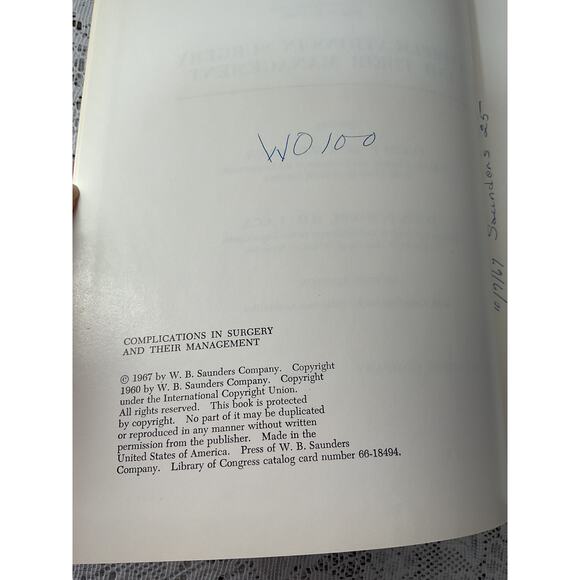 WO100
COMPLICATIONS IN SURGERY
AND THEIR MANAGEMENT
© 1967 by W. B. Saunders Company. Copyright
1960 by W. B. Saunders Company. Copyright
under the International Copyright Union.
All rights reserved. This book is protected
by copyright. No part of it may be duplicated
or reproduced in any manner without written
permission from the publisher. Made in the
United States of America. Press of W. B. Saunders
Company. Library of Congress catalog card number 66-18494.
10/9/67 Saunders 25